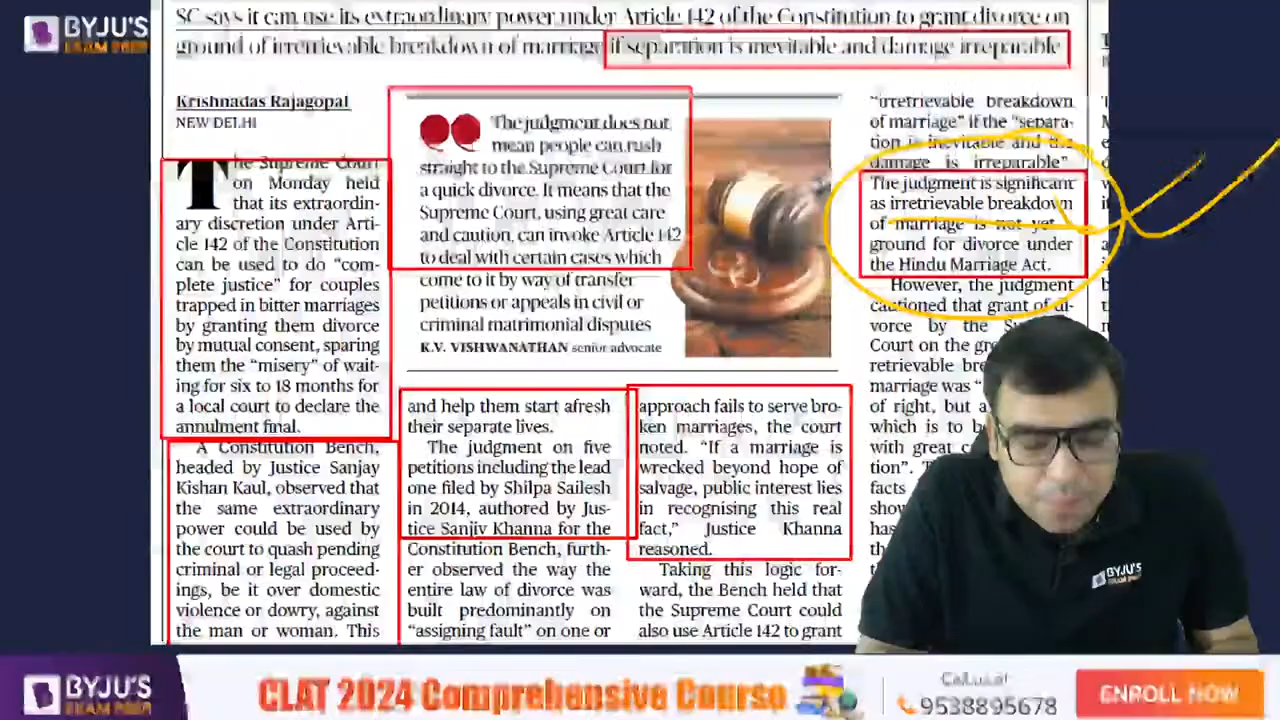 BYJU'S
EXAM PREP
SC says it can use its extraordinary power under Article 142 of the Constitution to grant divorce on
ground of irretrievable breakdown of marriage if separation is inevitable and damage irreparable
Krishnadas Rajagopal
NEW DELHI
The Supreme Court
on Monday held
that its extraordin-
ary discretion under Arti-
cle 142 of the Constitution
can be used to do “com-
plete justice” for couples
trapped in bitter marriages
by granting them divorce
by mutual consent, sparing
them the “misery” of wait-
ing for six to 18 months for
a local court to declare the
annulment final.
A Constitution Bench,
headed by Justice Sanjay
Kishan Kaul, observed that
the same extraordinary
power could be used by
the court to quash pending
criminal or legal proceed-
ings, be it over domestic
violence or dowry, against
the man or woman. This
The judgment does not
mean people can rush
straight to the Supreme Court for
a quick divorce. It means that the
Supreme Court, using great care
and caution, can invoke Article 142
to deal with certain cases which
come to it by way of transfer
petitions or appeals in civil or
criminal matrimonial disputes
K.V. VISHWANATHAN senior advocate
and help them start afresh
their separate lives.
The judgment on five
petitions including the lead
one filed by Shilpa Sailesh
in 2014, authored by Jus-
tice Sanjiv Khanna for the
Constitution Bench, furth-
er observed the way the
entire law of divorce was
built predominantly on
“assigning fault” on one or
approach fails to serve bro-
ken marriages, the court
noted. “If a marriage is
wrecked beyond hope of
salvage, public interest lies
in recognising this real
fact,” Justice Khanna
reasoned.
Taking this logic for-
ward, the Bench held that
the Supreme Court could
also use Article 142 to grant
“irretrievable breakdown
of marriage” if the “separa-
tion is inevitable and the
damage is irreparable”
The judgment is significant
as irretrievable breakdown
of marriage is not yet
ground for divorce under
the Hindu Marriage Act.
However, the judgment
cautioned that grant of di-
vorce by the
Court on the
marriage was
of right, but a
which is to
with great
facts
has
BYJU'S
EXAM PREP
BYJU'S
EXAM PREP
CLAT 2024 Comprehensive Course
Call us at
9538895678
ENROLL NOW